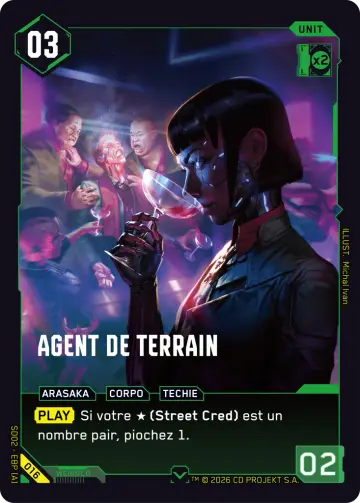 03
UNIT
x2
ILLUST. Michal Ivan
AGENT DE TERRAIN
ARASAKA
CORPO
TECHIE
PLAY Si votre ★ (Street Cred) est un
nombre pair, piochez 1.
016
™ © 2026 CD PROJEKT S.A.
02